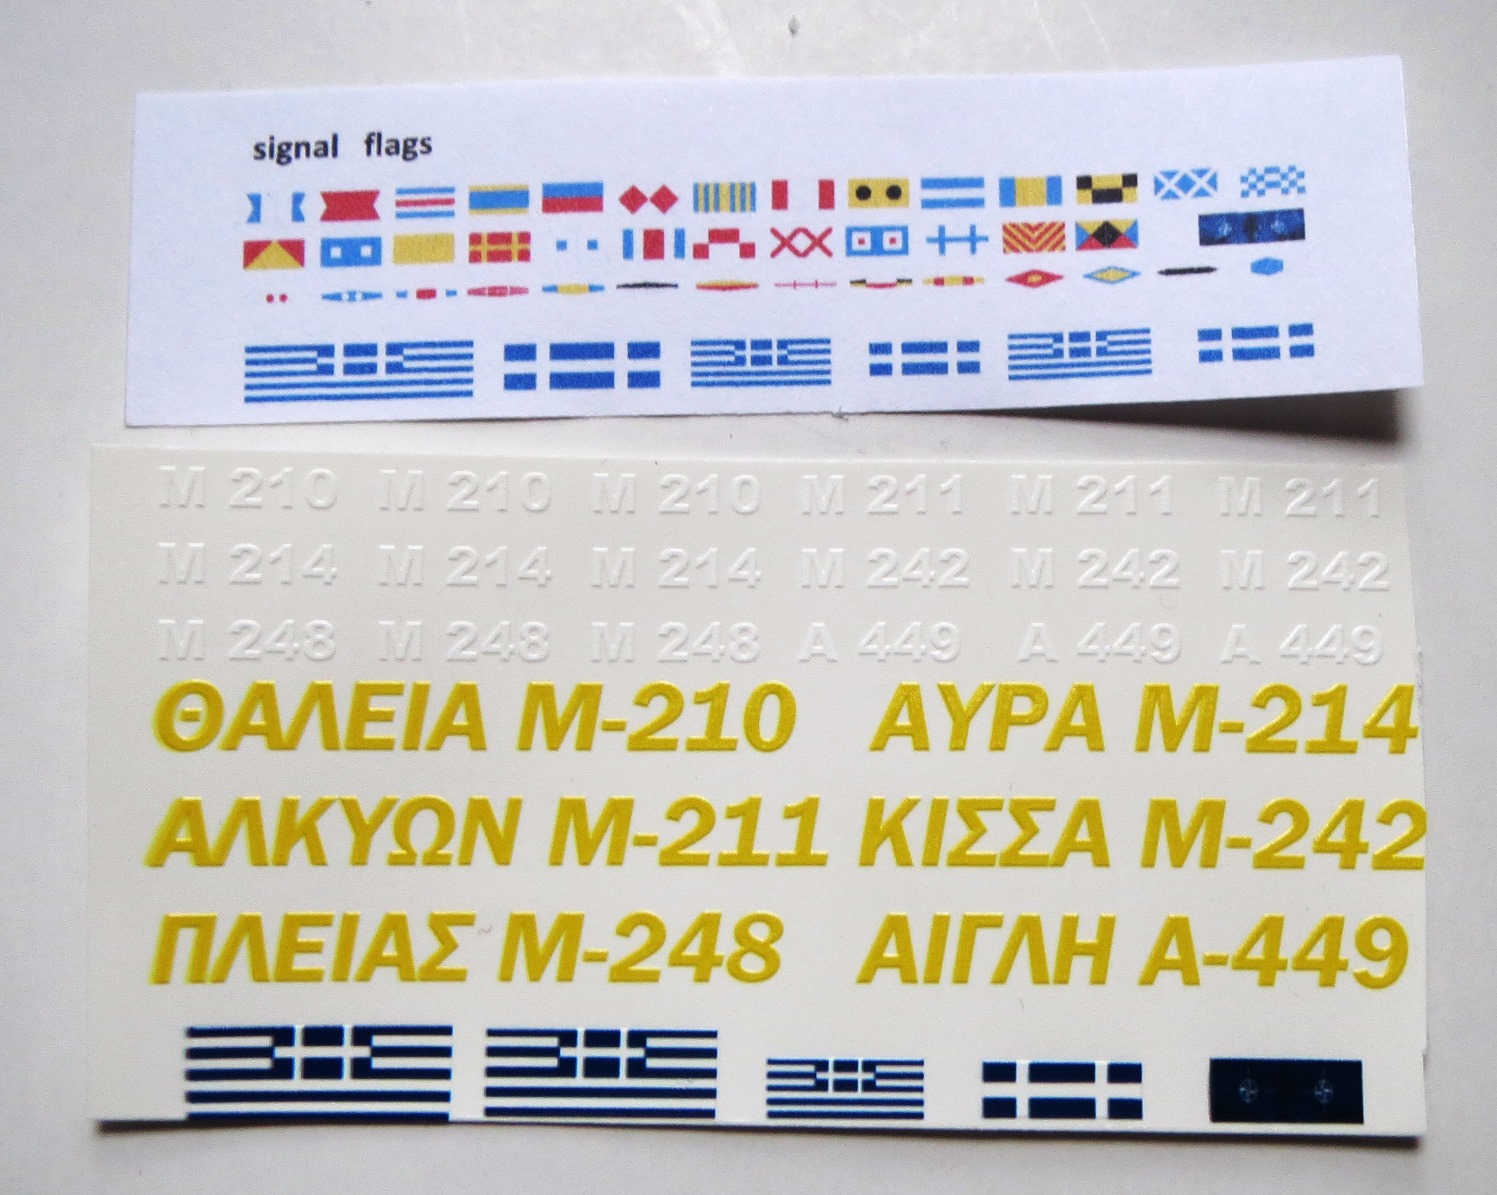 signal flags
M 210 M 210 M 210 M 211 M 211 M 211
M 214 M 214 M 214 M 242 M 242 M 242
M 248 M 248 M 248 A 449 A 449 A 449
ΘΑΛΕΙΑ Μ-210 ΑΥΡΑ Μ-214
ΑΛΚΥΩΝ Μ-211 ΚΙΣΣΑ Μ-242
ΠΛΕΙΑΣ Μ-248 ΑΙΓΛΗ Α-449